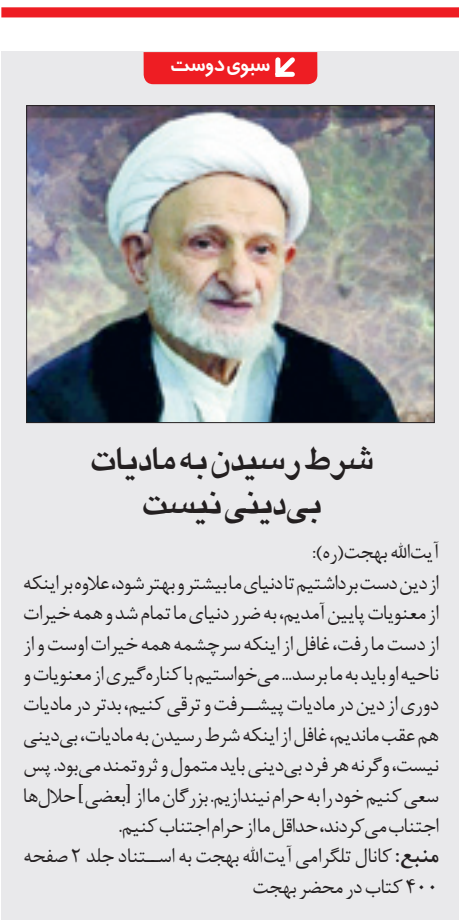 سبوی دوست
شرط رسیدن به مادیات
بی‌دینی نیست
آیت‌الله بهجت(ره):
از دین دست برداشتیم تا دنیای ما بیشتر و بهتر شود، علاوه بر اینکه
از معنویات پایین آمدیم، به ضرر دنیای ما تمام شد و همه خیرات
از دست ما رفت، غافل از اینکه سرچشمه همه خیرات اوست و از
ناحیه او باید به ما برسد... می‌خواستیم با کناره‌گیری از معنویات و
دوری از دین در مادیات پیشرفت و ترقی کنیم، بدتر در مادیات
هم عقب ماندیم، غافل از اینکه شرط رسیدن به مادیات، بی‌دینی
نیست، وگرنه هر فرد بی‌دینی باید متمول و ثروتمند می‌بود. پس
سعی کنیم خود را به حرام نیندازیم. بزرگان ما از [بعضی] حلال‌ها
اجتناب می‌کردند، حداقل ما از حرام اجتناب کنیم.
منبع: کانال تلگرامی آیت‌الله بهجت به استناد جلد ۲ صفحه
۴۰۰ کتاب در محضر بهجت